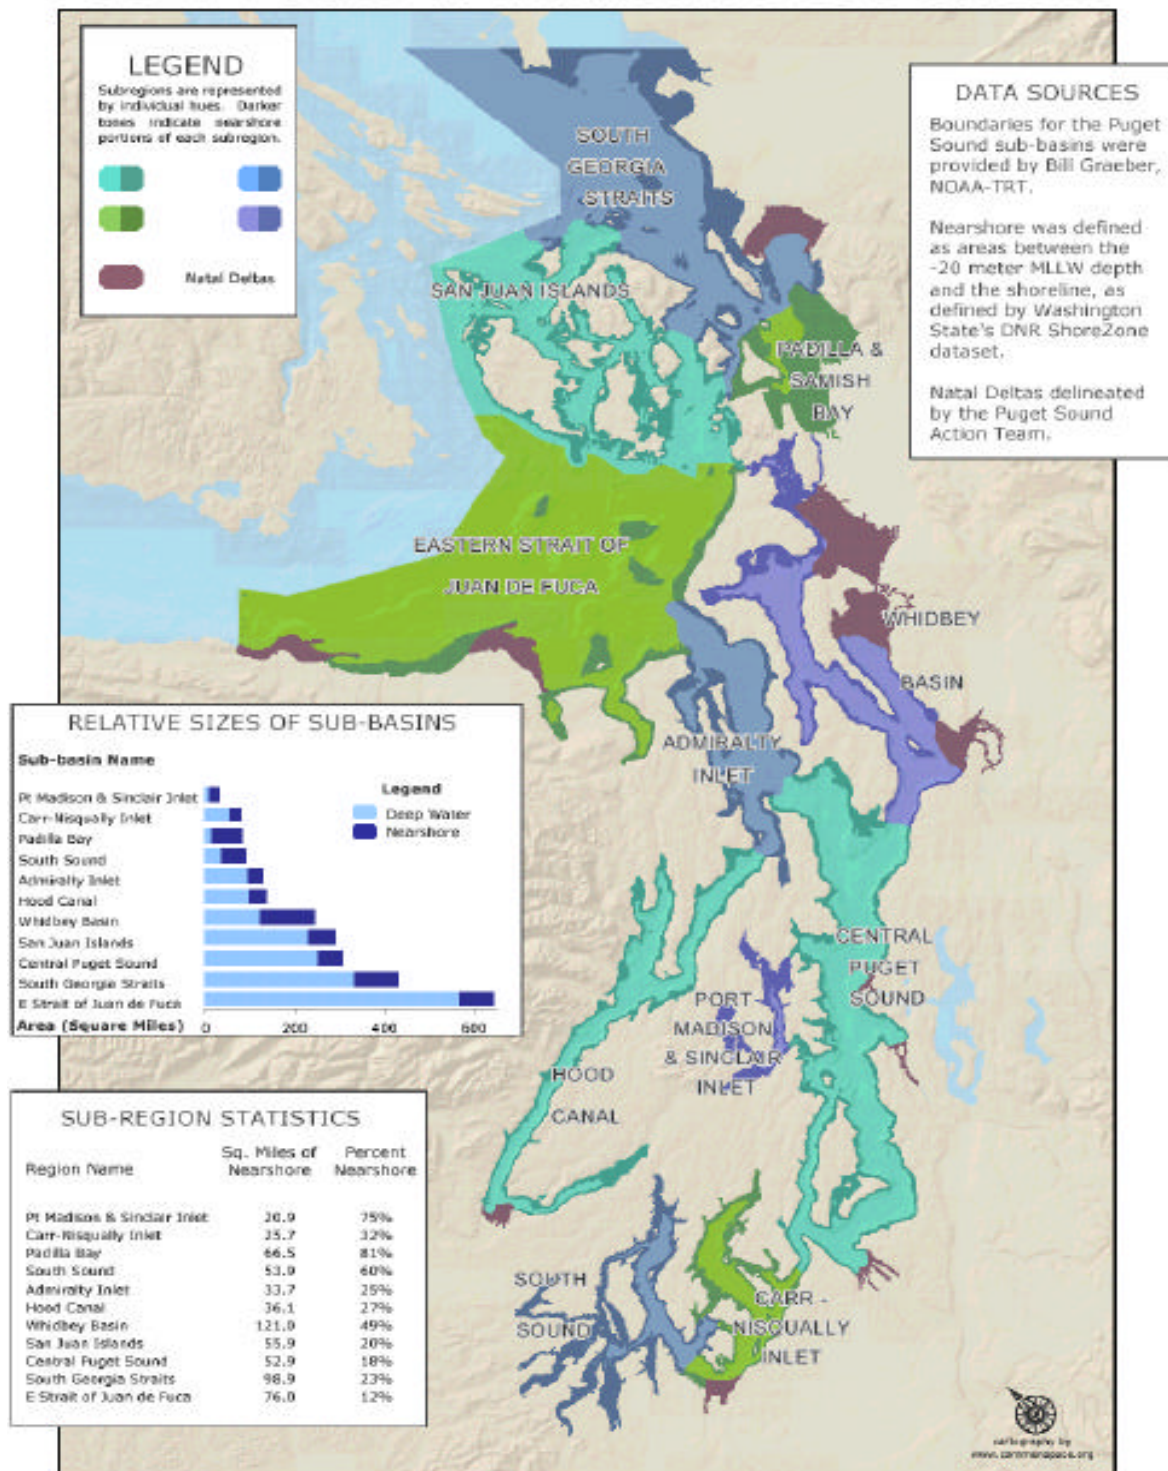 LEGEND
Subregions are represented
by individual hues. Darker
tones indicate nearshore
portions of each subregion.
Natal Deltas
DATA SOURCES
Boundaries for the Puget
Sound sub-basins were
provided by Bill Graeber,
NOAA-TRT.
Nearshore was defined
as areas between the
-20 meter MLLW depth
and the shoreline, as
defined by Washington
State's DNR ShoreZone
dataset.
Natal Deltas delineated
by the Puget Sound
Action Team.
SOUTH
GEORGIA
STRAITS
SAN JUAN ISLANDS
PADILLA &
SAMISH
BAY
EASTERN STRAIT OF
JUAN DE FUCA
WHIDBEY
BASIN
ADMIRALTY
INLET
CENTRAL
PUGET
SOUND
PORT
MADISON
& SINCLAIR
INLET
HOOD
CANAL
SOUTH
SOUND
CARR -
NISQUALLY
INLET
RELATIVE SIZES OF SUB-BASINS
Sub-basin Name
Legend
Deep Water
Nearshore
Pt Madison & Sinclair Inlet
Carr-Nisqually Inlet
Padilla Bay
South Sound
Admiralty Inlet
Hood Canal
Whidbey Basin
San Juan Islands
Central Puget Sound
South Georgia Straits
E Strait of Juan de Fuca
Area (Square Miles) 0 200 400 600
SUB-REGION STATISTICS
Region Name Sq. Miles of Nearshore Percent Nearshore
Pt Madison & Sinclair Inlet 20.9 75%
Carr-Nisqually Inlet 25.7 32%
Padilla Bay 66.5 81%
South Sound 53.9 60%
Admiralty Inlet 33.7 25%
Hood Canal 36.1 27%
Whidbey Basin 121.0 49%
San Juan Islands 55.9 20%
Central Puget Sound 52.9 18%
South Georgia Straits 98.9 23%
E Strait of Juan de Fuca 76.0 12%
cartography by
www.commenspace.org